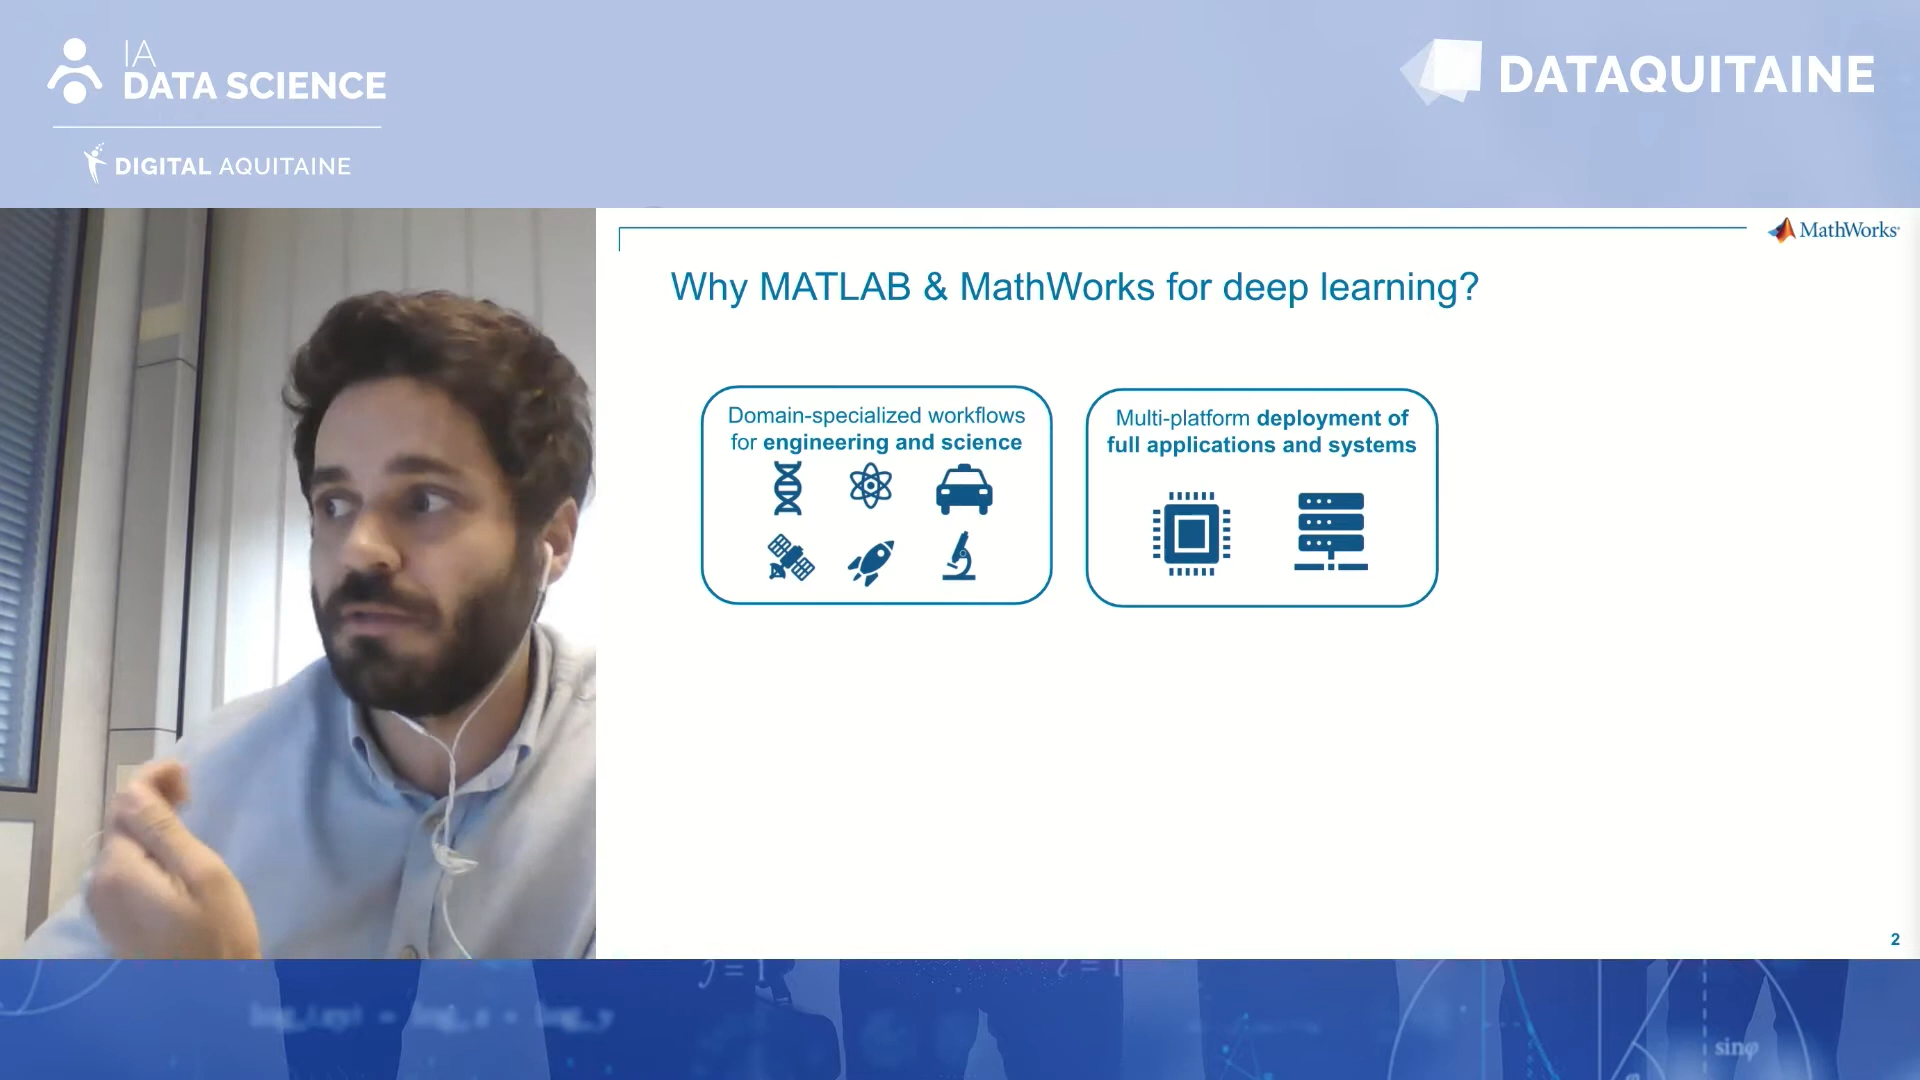 IA
DATA SCIENCE
DIGITAL AQUITAINE
DATAQUITAINE
MathWorks
Why MATLAB & MathWorks for deep learning?
Domain-specialized workflows
for engineering and science
Multi-platform deployment of
full applications and systems
2
sinφ